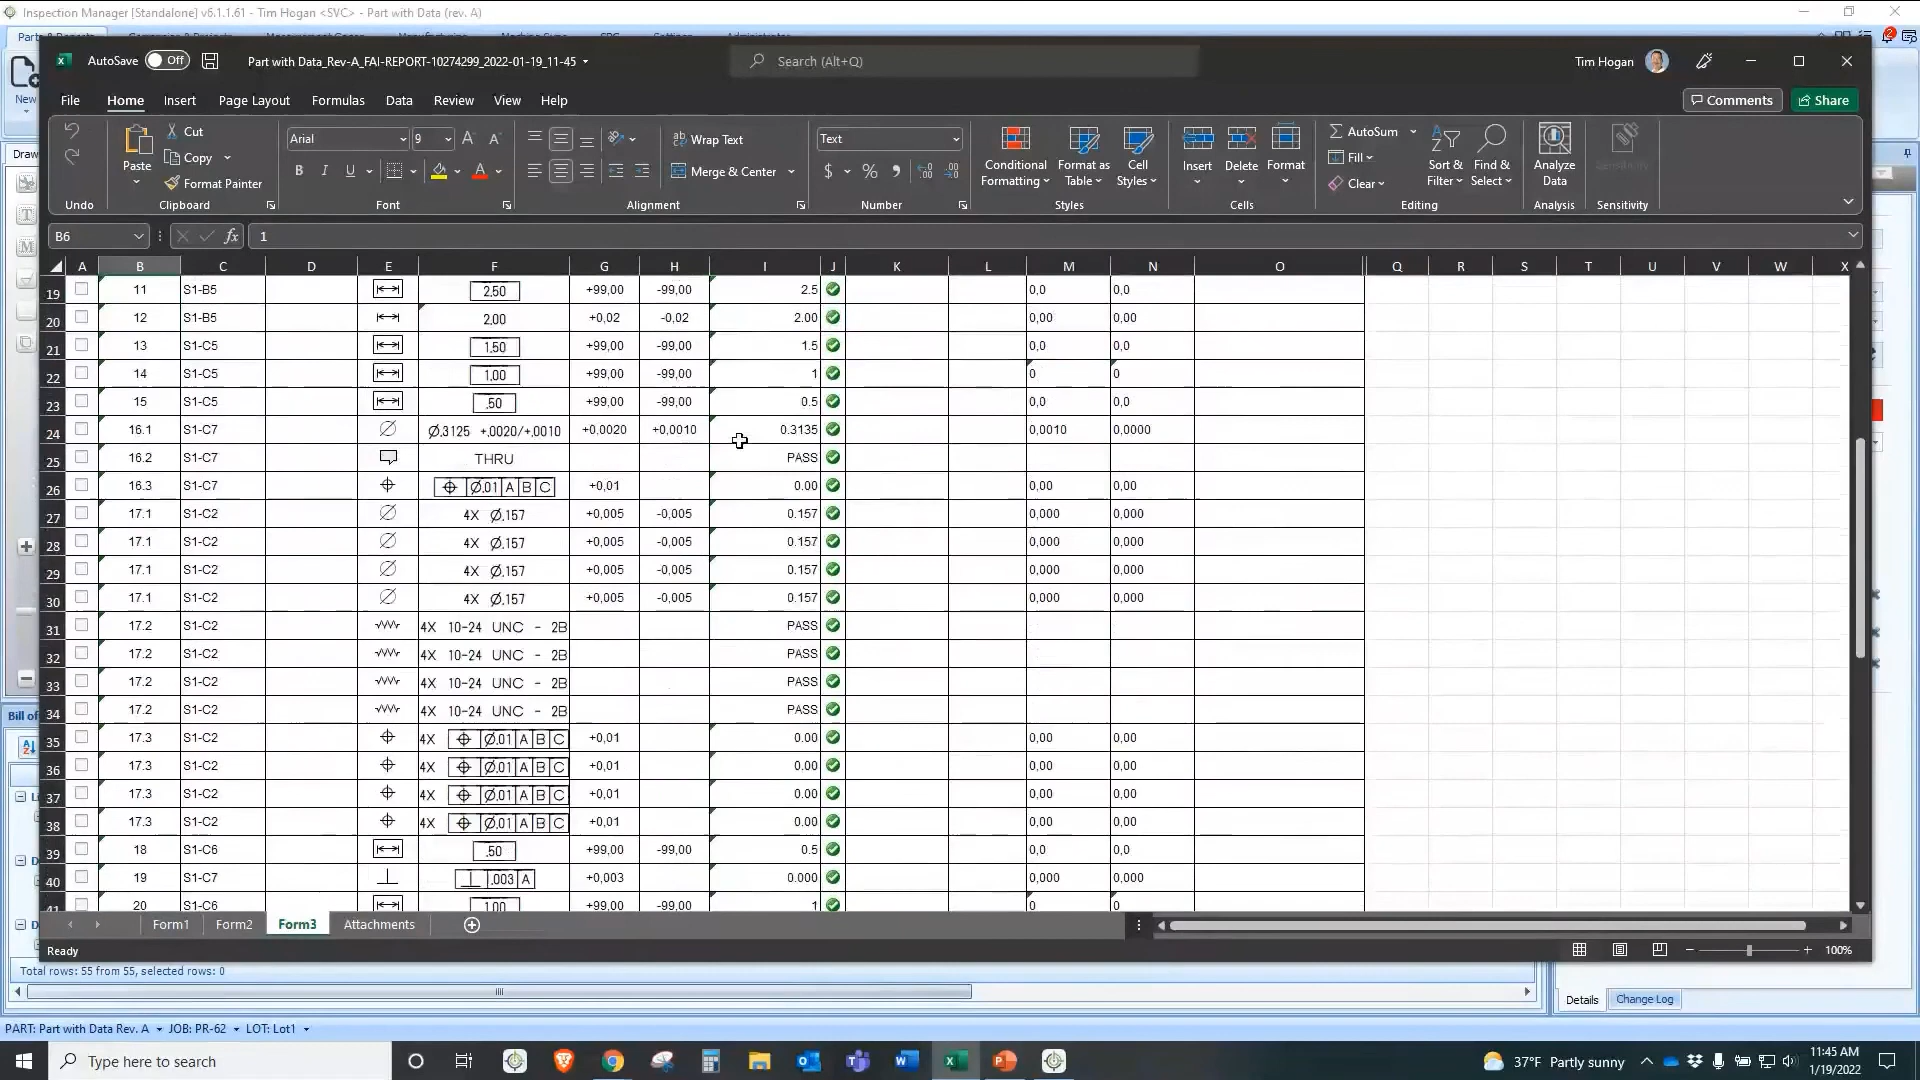 Inspection Manager [Standalone] v6.1.1.61 - Tim Hogan <SVC> - Part with Data (rev. A)
AutoSave Off Part with Data_Rev-A_FAI-REPORT-10274299_2022-01-19_11-45 Search (Alt+Q) Tim Hogan
New
File Home Insert Page Layout Formulas Data Review View Help Comments Share
Paste Cut Copy Format Painter
Arial 9
B I U A
Wrap Text
Merge & Center
Text
$ %
Conditional Formatting Format as Table Cell Styles
Insert Delete Format
AutoSum
Fill
Clear
Sort & Filter Find & Select
Analyze Data
Sensitivity
Undo Clipboard Font Alignment Number Styles Cells Editing Analysis Sensitivity
B6 fx 1
A B C D E F G H I J K L M N O Q R S T U V W X
19 11 S1-B5 2,50 +99,00 -99,00 2.5 0,0 0,0
20 12 S1-B5 2,00 +0,02 -0,02 2.00 0,00 0,00
21 13 S1-C5 1,50 +99,00 -99,00 1.5 0,0 0,0
22 14 S1-C5 1,00 +99,00 -99,00 1 0 0
23 15 S1-C5 .50 +99,00 -99,00 0.5 0,0 0,0
24 16.1 S1-C7 ∅.3125 +.0020/+.0010 +0,0020 +0,0010 0.3135 0,0010 0,0000
25 16.2 S1-C7 THRU PASS
26 16.3 S1-C7 ⌖ ∅.01 A B C +0,01 0.00 0,00 0,00
27 17.1 S1-C2 4X ∅.157 +0,005 -0,005 0.157 0,000 0,000
28 17.1 S1-C2 4X ∅.157 +0,005 -0,005 0.157 0,000 0,000
29 17.1 S1-C2 4X ∅.157 +0,005 -0,005 0.157 0,000 0,000
30 17.1 S1-C2 4X ∅.157 +0,005 -0,005 0.157 0,000 0,000
31 17.2 S1-C2 4X 10-24 UNC - 2B PASS
32 17.2 S1-C2 4X 10-24 UNC - 2B PASS
33 17.2 S1-C2 4X 10-24 UNC - 2B PASS
34 17.2 S1-C2 4X 10-24 UNC - 2B PASS
35 17.3 S1-C2 4X ⌖ ∅.01 A B C +0,01 0.00 0,00 0,00
36 17.3 S1-C2 4X ⌖ ∅.01 A B C +0,01 0.00 0,00 0,00
37 17.3 S1-C2 4X ⌖ ∅.01 A B C +0,01 0.00 0,00 0,00
38 17.3 S1-C2 4X ⌖ ∅.01 A B C +0,01 0.00 0,00 0,00
39 18 S1-C6 .50 +99,00 -99,00 0.5 0,0 0,0
40 19 S1-C7 ⊥ .003 A +0,003 0.000 0,000 0,000
41 20 S1-C6 1,00 +99,00 -99,00 1 0 0
Form1 Form2 Form3 Attachments
Ready 100%
Total rows: 55 from 55, selected rows: 0
Details Change Log
PART: Part with Data Rev. A JOB: PR-62 LOT: Lot1
Type here to search
37°F Partly sunny
11:45 AM
1/19/2022